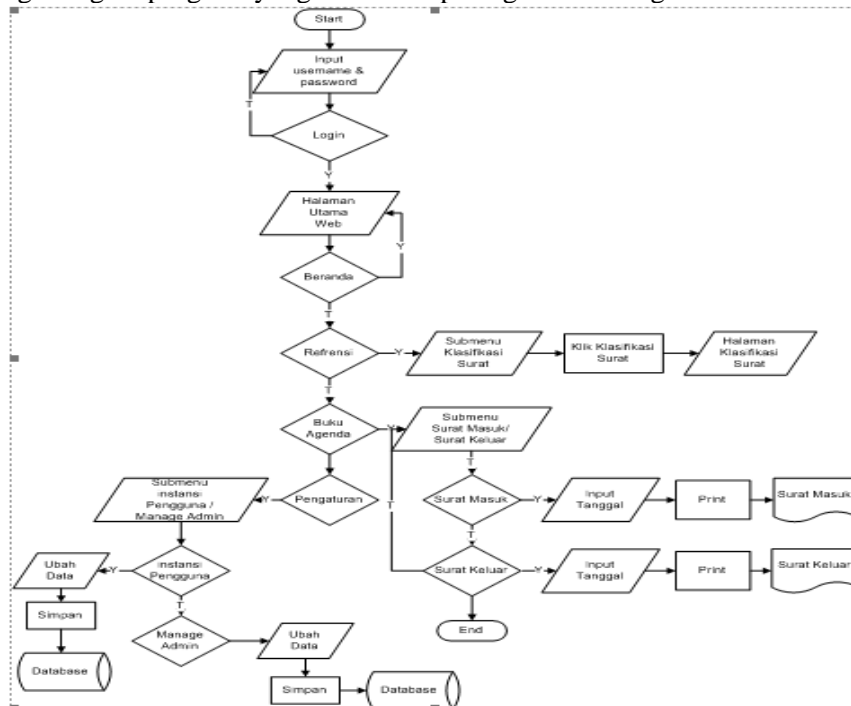 Start
Input
username &
password
T
Login
Y
Halaman
Utama
Web
Y
Beranda
T
Refrensi
Y
Submenu
Klasifikasi
Surat
Klik Klasifikasi
Surat
Halaman
Klasifikasi
Surat
T
Buku
Agenda
Y
Submenu
Surat Masuk/
Surat Keluar
T
Submenu
Instansi
Pengguna /
Manage Admin
Y
Pengaturan
T
Surat Masuk
Y
Input
Tanggal
Print
Surat Masuk
T
Ubah
Data
Y
Instansi
Pengguna
Surat Keluar
Y
Input
Tanggal
Print
Surat Keluar
T
Simpan
Manage
Admin
Ubah
Data
End
Database
Simpan
Database